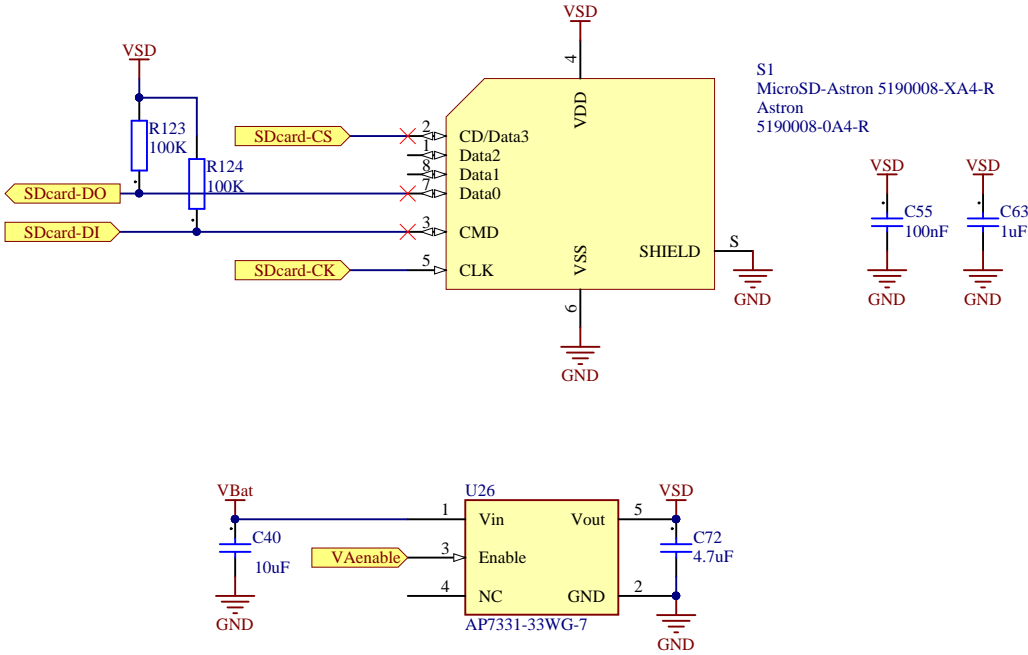 VSD
VSD
S1
MicroSD-Astron 5190008-XA4-R
Astron
5190008-0A4-R
4
VDD
R123
100K
SDcard-CS
2
CD/Data3
1
Data2
R124
100K
8
Data1
SDcard-DO
7
Data0
SDcard-DI
3
CMD
SDcard-CK
5
CLK
VSS
6
SHIELD
S
GND
GND
VSD
C55
100nF
GND
VSD
C63
1uF
GND
VBat
C40
10uF
GND
U26
1
Vin
Vout
5
VAenable
3
Enable
4
NC
GND
2
AP7331-33WG-7
VSD
C72
4.7uF
GND